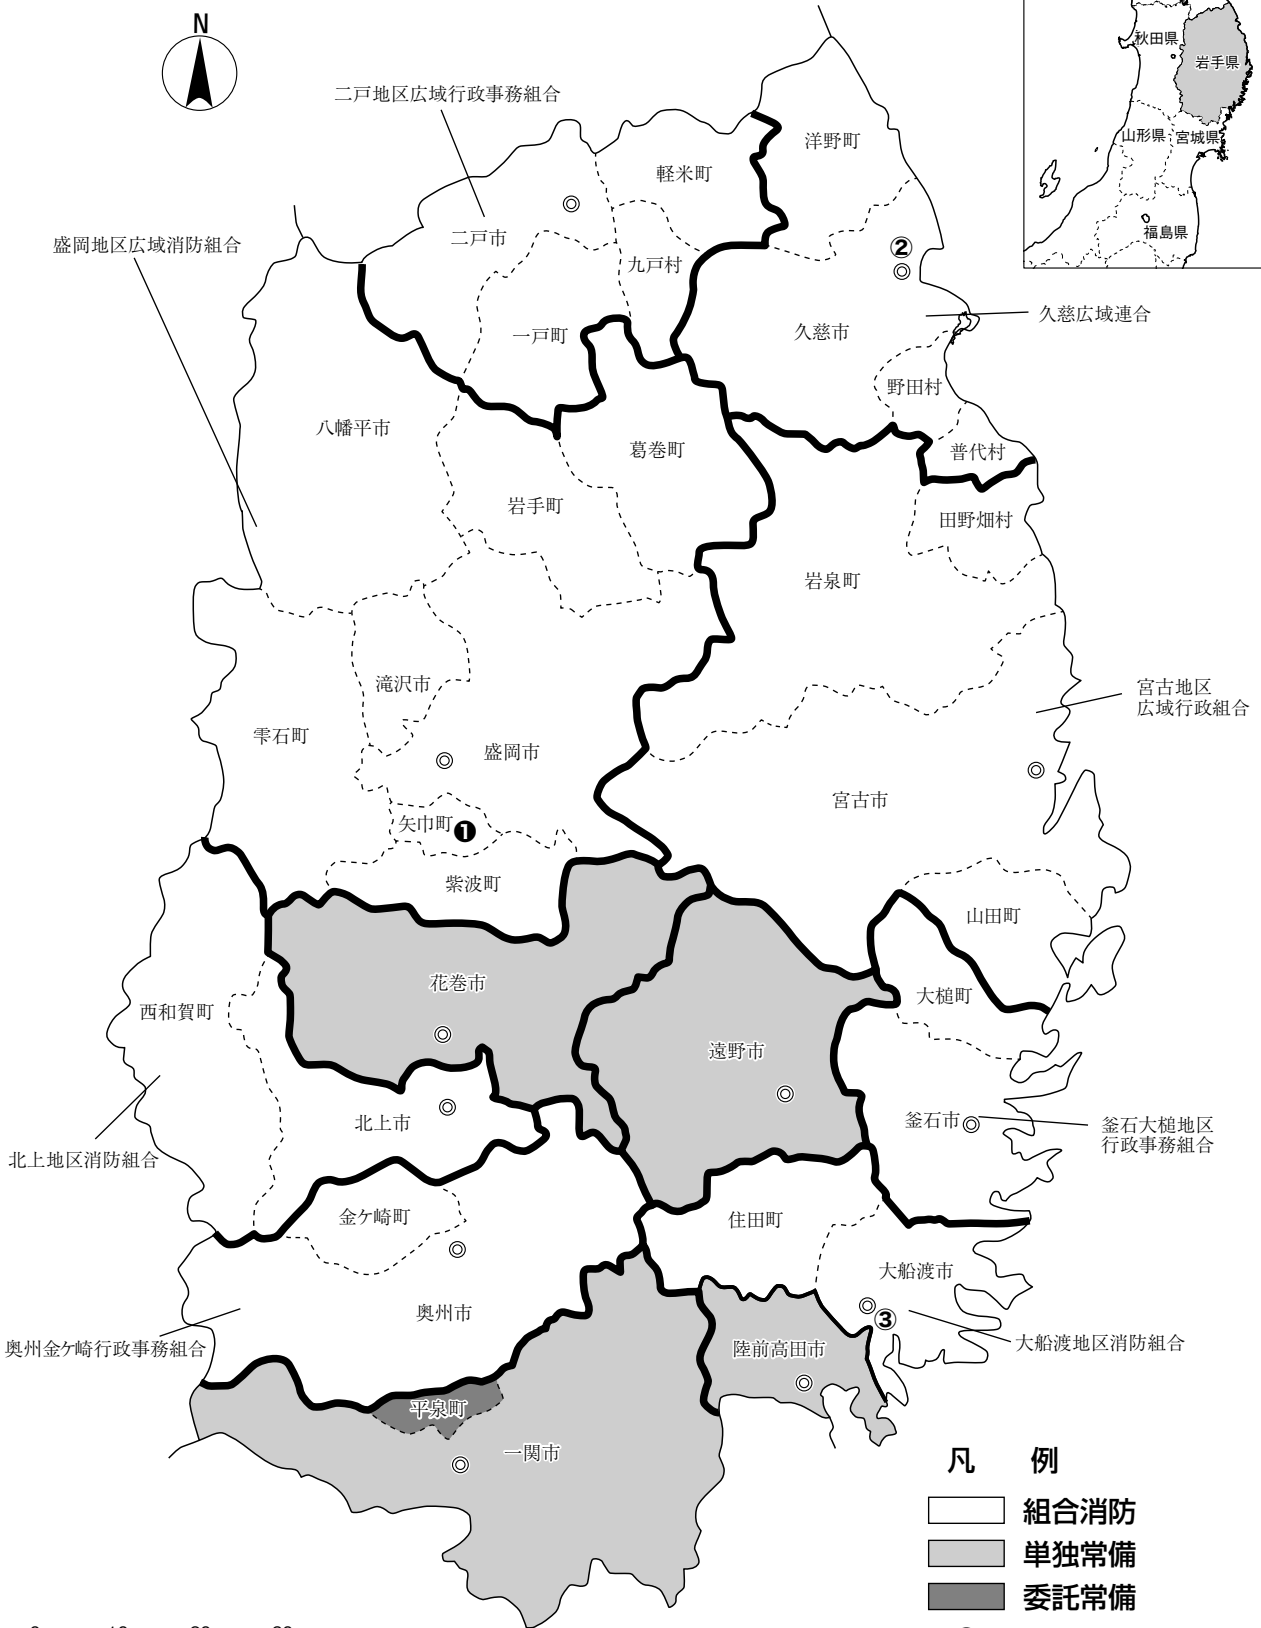 N
秋田県
岩手県
山形県
宮城県
福島県
二戸地区広域行政事務組合
洋野町
軽米町
二戸市
盛岡地区広域消防組合
九戸村
②
久慈広域連合
一戸町
久慈市
野田村
八幡平市
葛巻町
普代村
岩手町
田野畑村
岩泉町
滝沢市
宮古地区
広域行政組合
雫石町
盛岡市
宮古市
矢巾町
❶
紫波町
山田町
花巻市
大槌町
西和賀町
遠野市
北上市
釜石市
釜石大槌地区
行政事務組合
北上地区消防組合
金ケ崎町
住田町
大船渡市
奥州市
③
奥州金ケ崎行政事務組合
大船渡地区消防組合
陸前高田市
平泉町
一関市
凡 例
組合消防
単独常備
委託常備